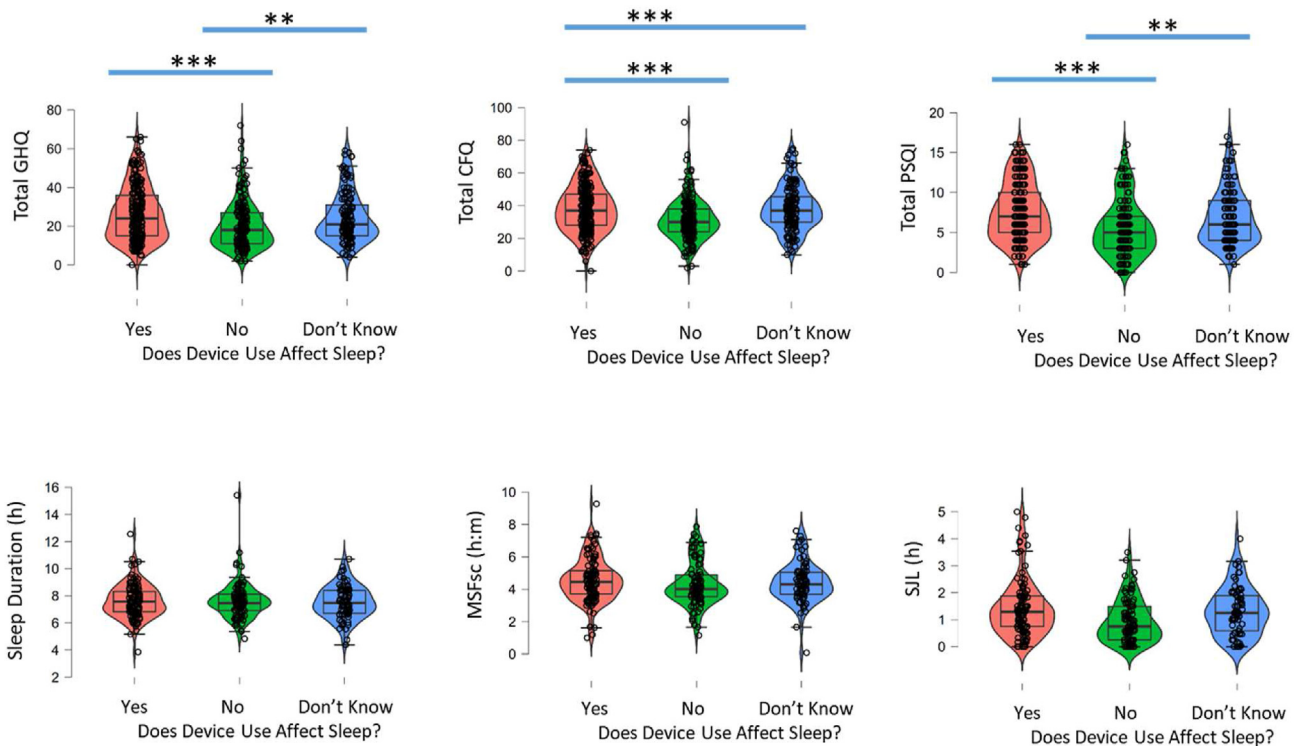 **
***
Total GHQ
80
60
40
20
0
Yes No Don't Know
Does Device Use Affect Sleep?
***
***
Total CFQ
100
80
60
40
20
0
Yes No Don't Know
Does Device Use Affect Sleep?
**
***
Total PSQI
20
15
10
5
0
Yes No Don't Know
Does Device Use Affect Sleep?
Sleep Duration (h)
16
14
12
10
8
6
4
2
Yes No Don't Know
Does Device Use Affect Sleep?
MSFsc (h:m)
10
8
6
4
2
0
Yes No Don't Know
Does Device Use Affect Sleep?
SJL (h)
5
4
3
2
1
0
Yes No Don't Know
Does Device Use Affect Sleep?